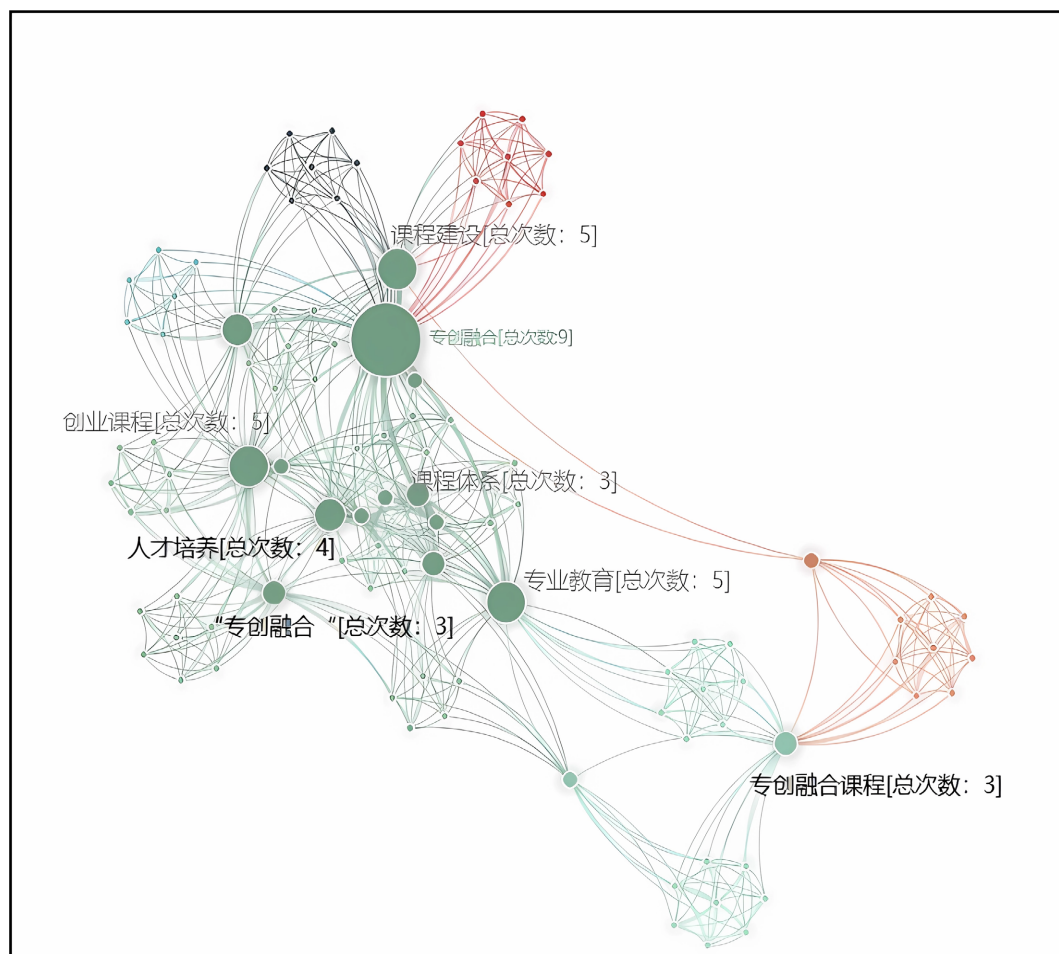 课程建设[总次数：5]
专创融合[总次数:9]
创业课程[总次数：5]
课程体系[总次数：3]
人才培养[总次数：4]
专业教育[总次数：5]
“专创融合“[总次数：3]
专创融合课程[总次数：3]